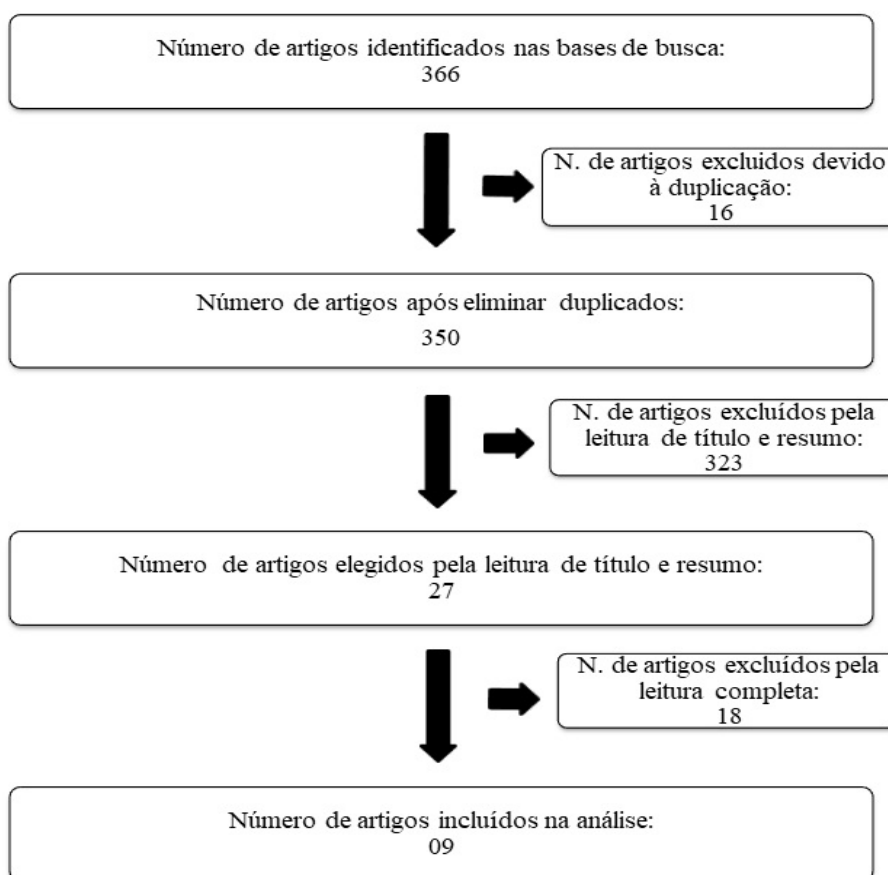 Número de artigos identificados nas bases de busca:
366
N. de artigos excluidos devido
à duplicação:
16
Número de artigos após eliminar duplicados:
350
N. de artigos excluídos pela
leitura de título e resumo:
323
Número de artigos elegidos pela leitura de título e resumo:
27
N. de artigos excluídos pela
leitura completa:
18
Número de artigos incluídos na análise:
09